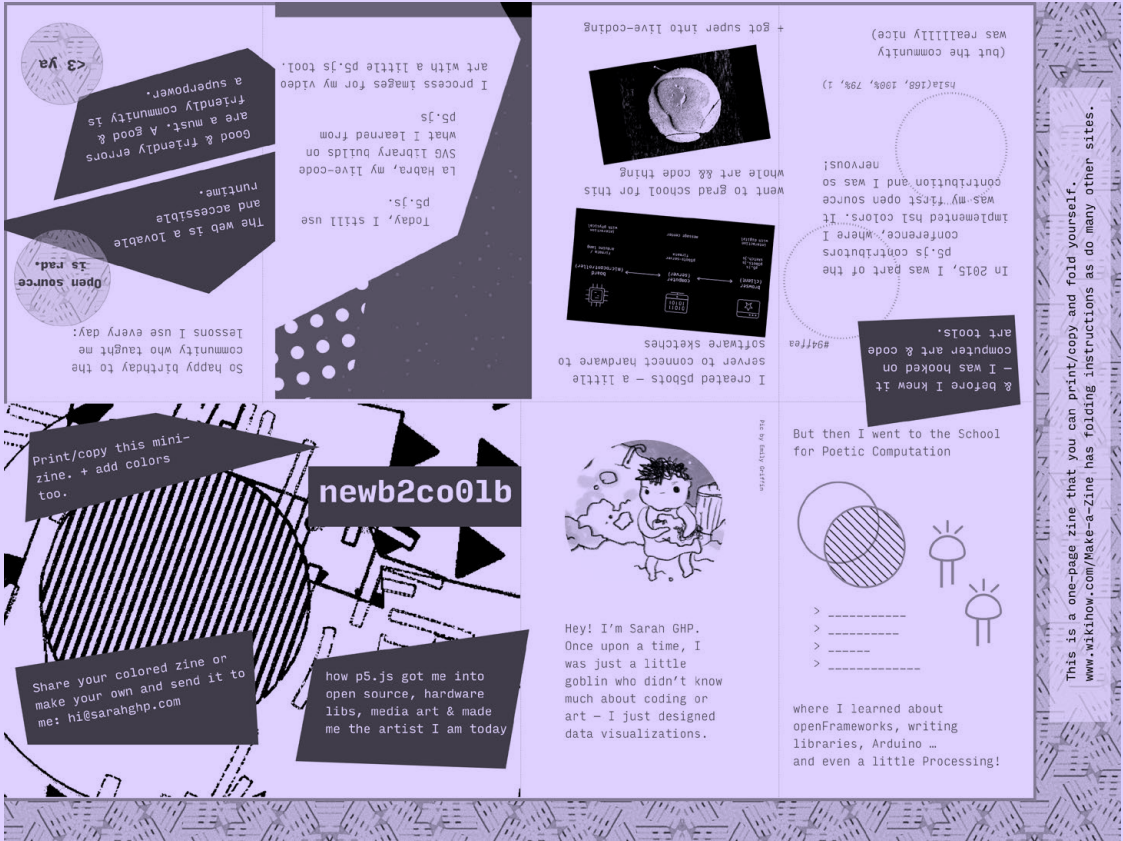 newb2co01b
how p5.js got me into
open source, hardware
libs, media art & made
me the artist I am today
Hey! I'm Sarah GHP.
Once upon a time, I
was just a little
goblin who didn't know
much about coding or
art — I just designed
data visualizations.
Pic by Emily Griffin
But then I went to the School
for Poetic Computation
where I learned about
openFrameworks, writing
libraries, Arduino …
and even a little Processing!
& before I knew it
— I was hooked on
computer art & code
art tools.
In 2015, I was part of the
p5.js contributors
conference, where I
implemented hsl colors. It
was my first open source
contribution and I was so
nervous!
#94ffea
hsla(168, 100%, 79%, 1)
(but the community
was reallllly nice)
I created p5bots — a little
server to connect hardware to
software sketches
browser
(client)
computer
(server)
board
(microcontroller)
went to grad school for this
whole art && code thing
+ got super into live-coding
Today, I still use
p5.js.
La Habra, my live-code
SVG library builds on
what I learned from
p5.js
I process images for my video
art with a little p5.js tool.
So happy birthday to the
community who taught me
lessons I use every day:
Open source
is rad.
The web is a lovable
and accessible
runtime.
Good & friendly errors
are a must. A good &
friendly community is
a superpower.
<3 ya
Print/copy this mini-
zine. + add colors
too.
Share your colored zine or
make your own and send it to
me: hi@sarahghp.com
This is a one-page zine that you can print/copy and fold yourself.
www.wikihow.com/Make-a-Zine has folding instructions as do many other sites.